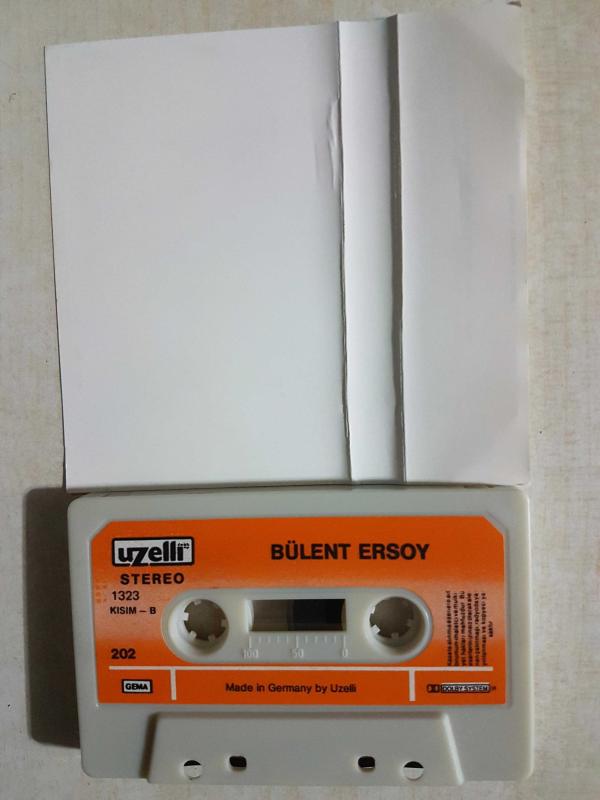 uzelli
BÜLENT ERSOY
STEREO
1323
KISIM – B
202
100 50 0
GEMA
Made in Germany by Uzelli
DOLBY SYSTEM